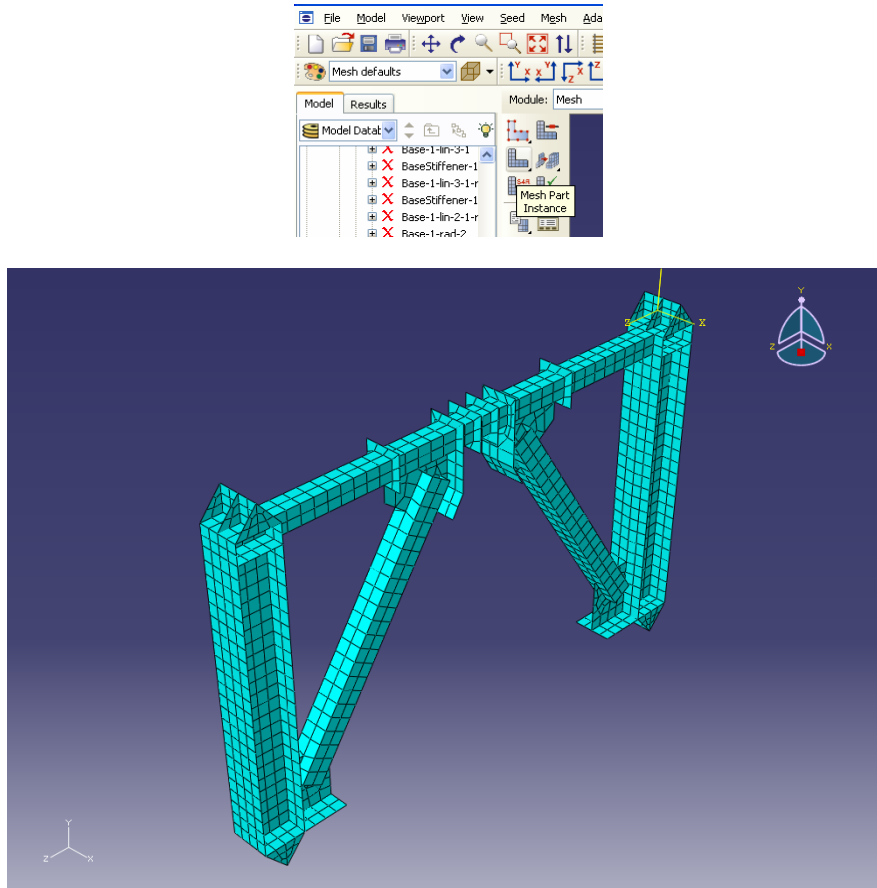 File Model Viewport View Seed Mesh Ada
Mesh defaults
Model Results
Module: Mesh
Model Datab
Base-1-lin-3-1
BaseStiffener-1
Base-1-lin-3-1-r
BaseStiffener-1
Base-1-lin-2-1-r
Base-1-rad-2
S4R
Mesh Part
Instance
Y X
X Y
Z X
Z
Z X
Y
Z X
Y
Z X